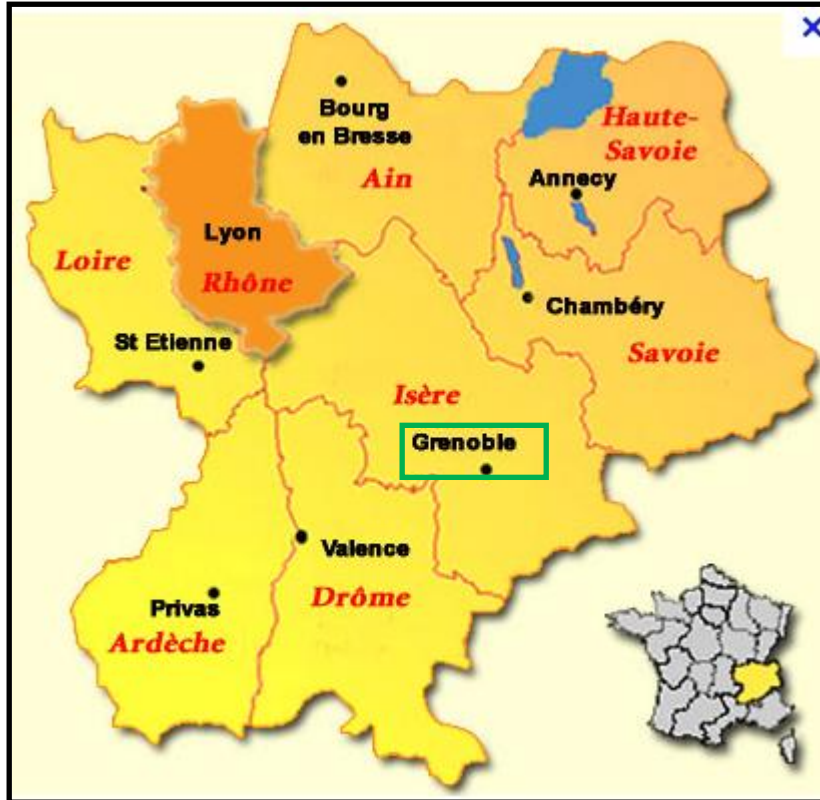 Bourg
en Bresse
Ain
Haute-
Savoie
Annecy
Lyon
Rhône
Loire
Chambéry
Savoie
St Etienne
Isère
Grenoble
Valence
Drôme
Privas
Ardèche